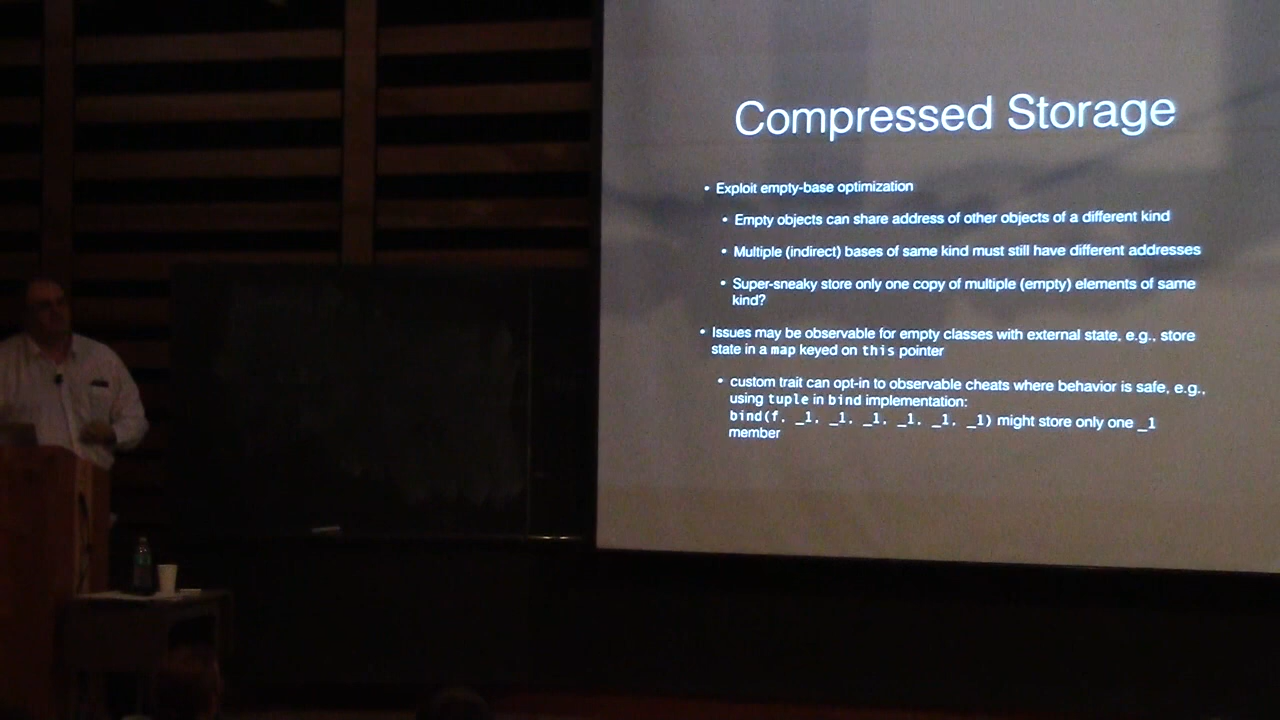 Compressed Storage
• Exploit empty-base optimization
• Empty objects can share address of other objects of a different kind
• Multiple (indirect) bases of same kind must still have different addresses
• Super-sneaky store only one copy of multiple (empty) elements of same
kind?
• Issues may be observable for empty classes with external state, e.g., store
state in a map keyed on this pointer
• custom trait can opt-in to observable cheats where behavior is safe, e.g.,
using tuple in bind implementation:
bind(f, _1, _1, _1, _1, _1, _1) might store only one _1
member